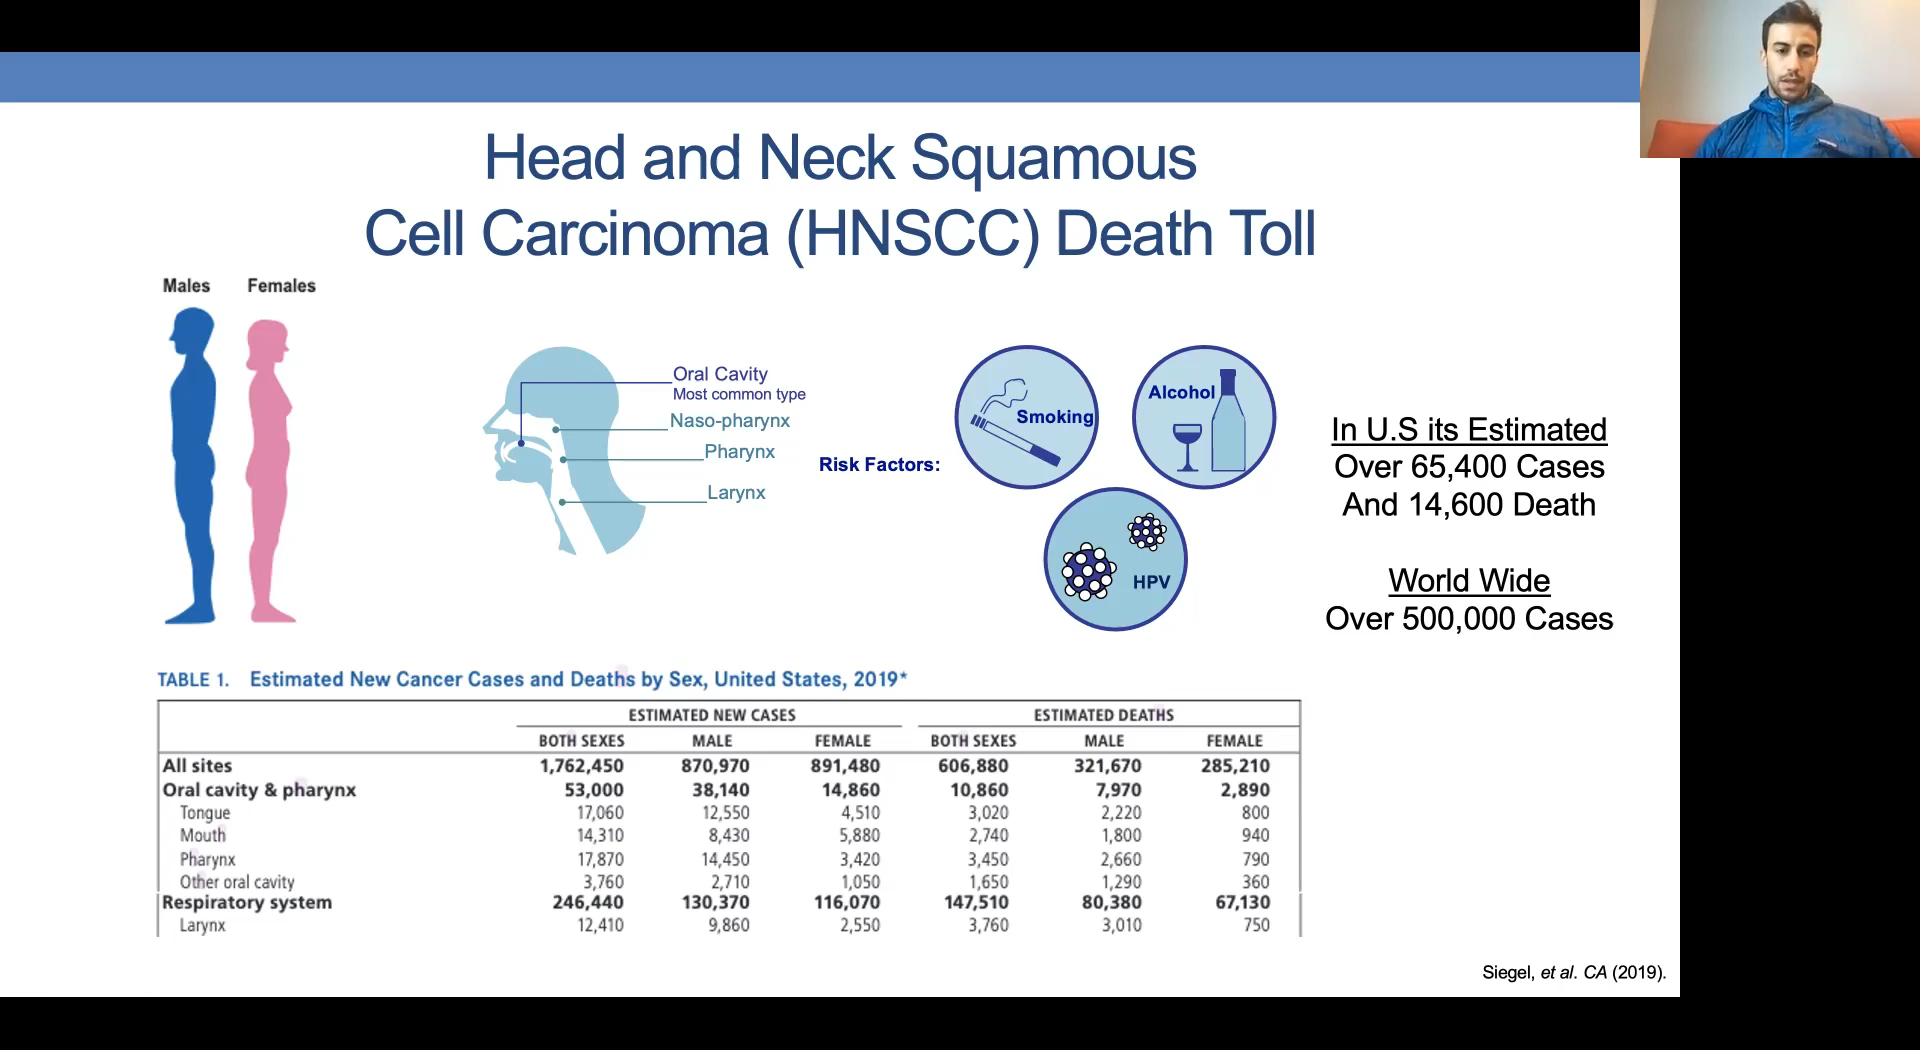 Head and Neck Squamous
Cell Carcinoma (HNSCC) Death Toll
Males Females
Oral Cavity
Most common type
Naso-pharynx
Pharynx
Larynx
Risk Factors:
Smoking
Alcohol
HPV
In U.S its Estimated
Over 65,400 Cases
And 14,600 Death
World Wide
Over 500,000 Cases
TABLE 1. Estimated New Cancer Cases and Deaths by Sex, United States, 2019*
ESTIMATED NEW CASES ESTIMATED DEATHS
BOTH SEXES MALE FEMALE BOTH SEXES MALE FEMALE
All sites 1,762,450 870,970 891,480 606,880 321,670 285,210
Oral cavity & pharynx 53,000 38,140 14,860 10,860 7,970 2,890
Tongue 17,060 12,550 4,510 3,020 2,220 800
Mouth 14,310 8,430 5,880 2,740 1,800 940
Pharynx 17,870 14,450 3,420 3,450 2,660 790
Other oral cavity 3,760 2,710 1,050 1,650 1,290 360
Respiratory system 246,440 130,370 116,070 147,510 80,380 67,130
Larynx 12,410 9,860 2,550 3,760 3,010 750
Siegel, et al. CA (2019).